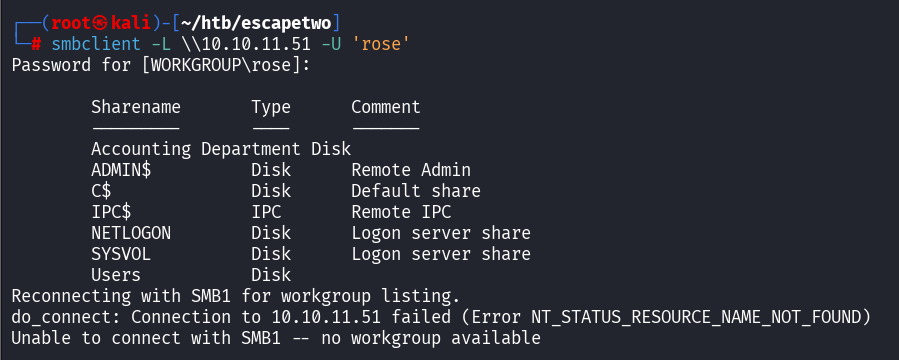 ┌──(root㉿kali)-[~/htb/escapetwo]
└─# smbclient -L \\10.10.11.51 -U 'rose'
Password for [WORKGROUP\rose]:
Sharename       Type      Comment
---------       ----      -------
Accounting Department Disk
ADMIN$          Disk      Remote Admin
C$              Disk      Default share
IPC$            IPC       Remote IPC
NETLOGON        Disk      Logon server share
SYSVOL          Disk      Logon server share
Users           Disk
Reconnecting with SMB1 for workgroup listing.
do_connect: Connection to 10.10.11.51 failed (Error NT_STATUS_RESOURCE_NAME_NOT_FOUND)
Unable to connect with SMB1 -- no workgroup available